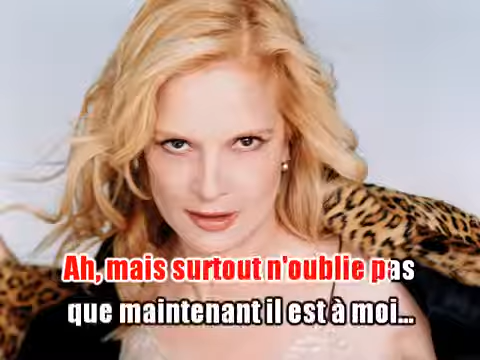 Ah, mais surtout n'oublie pas
que maintenant il est à moi...